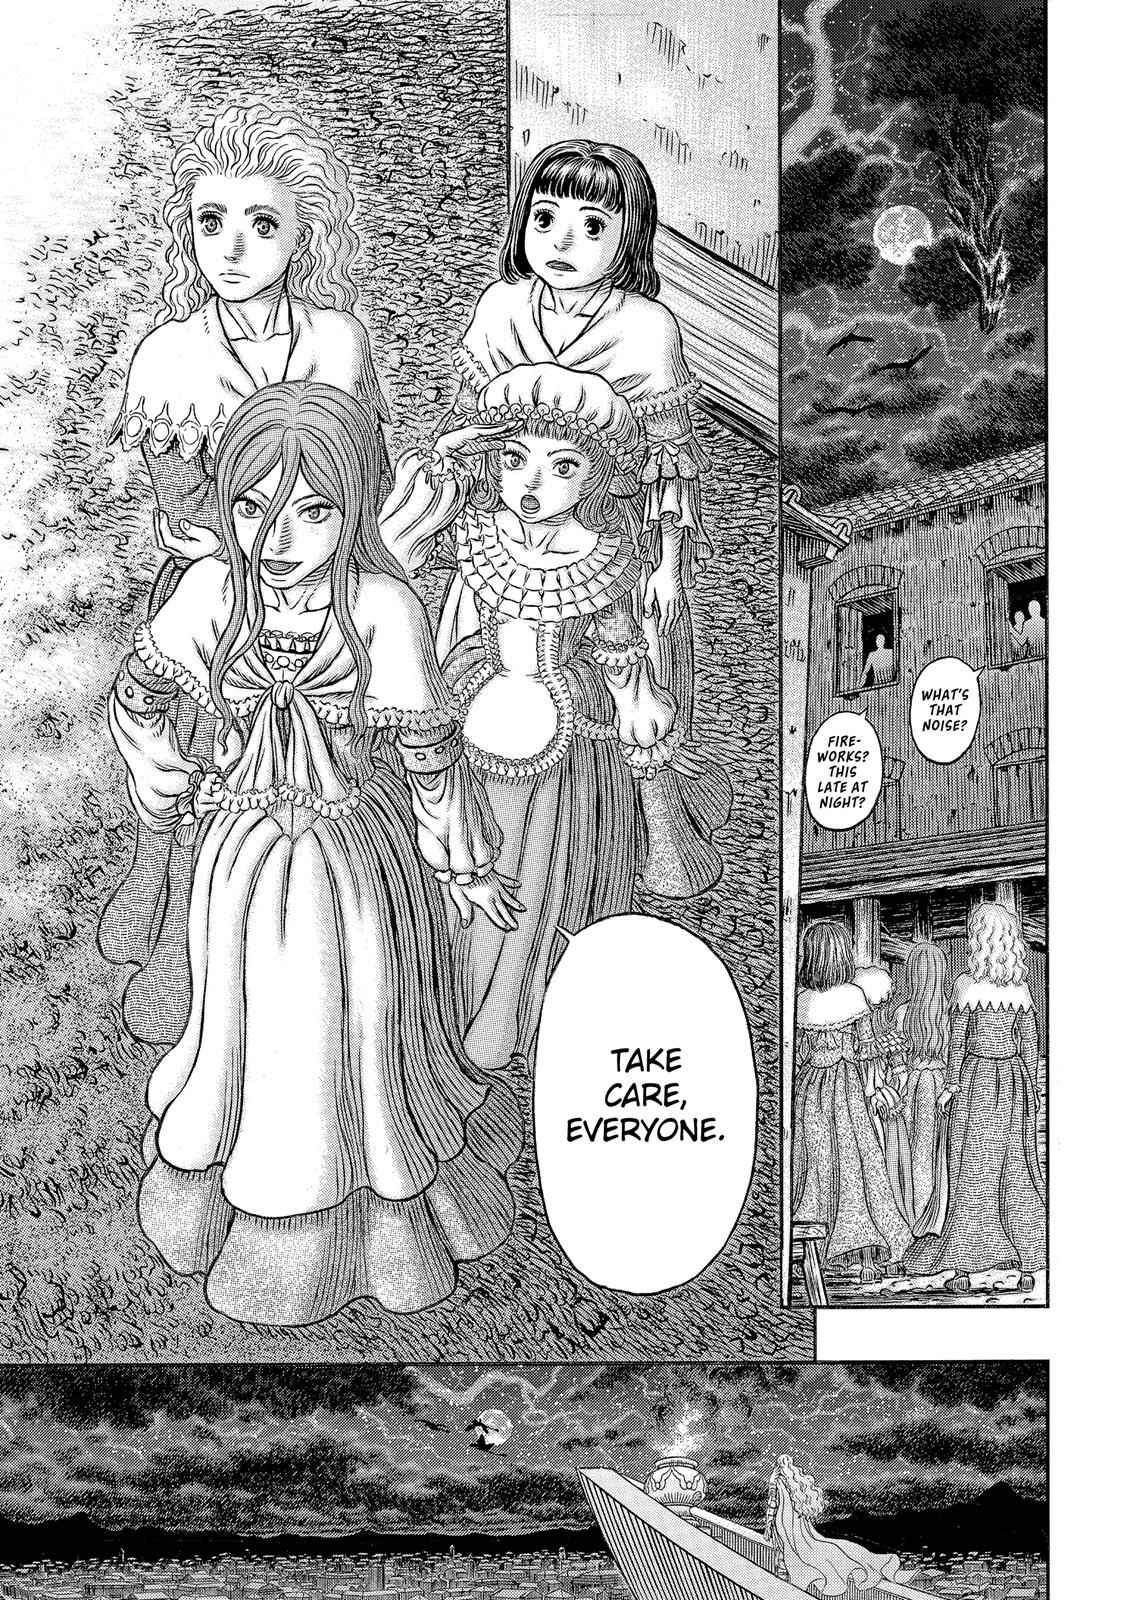 WHAT'S
THAT
NOISE?
FIRE-
WORKS?
THIS
LATE AT
NIGHT?
TAKE
CARE,
EVERYONE.